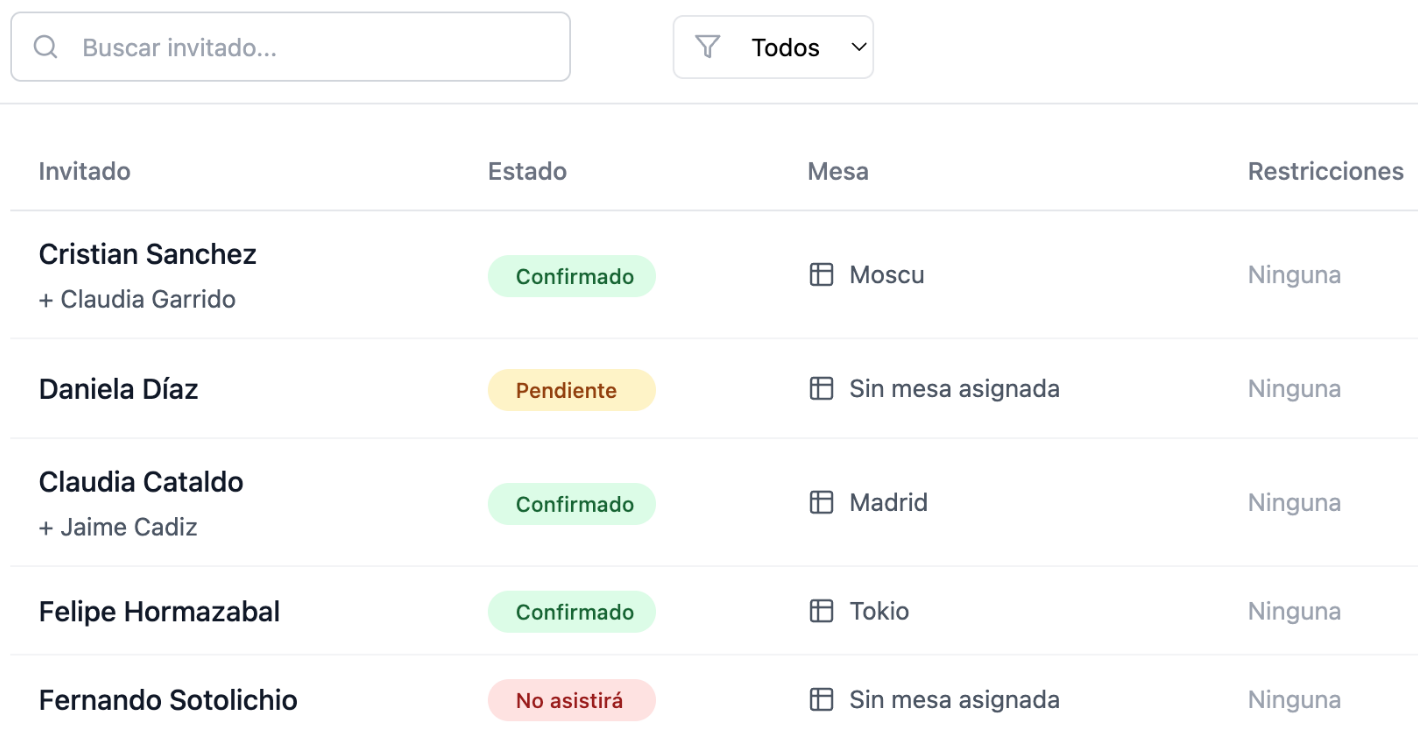 Buscar invitado...
Todos
Invitado Estado Mesa Restricciones
Cristian Sanchez
+ Claudia Garrido
Confirmado Moscu Ninguna
Daniela Díaz Pendiente Sin mesa asignada Ninguna
Claudia Cataldo
+ Jaime Cadiz
Confirmado Madrid Ninguna
Felipe Hormazabal Confirmado Tokio Ninguna
Fernando Sotolichio No asistirá Sin mesa asignada Ninguna